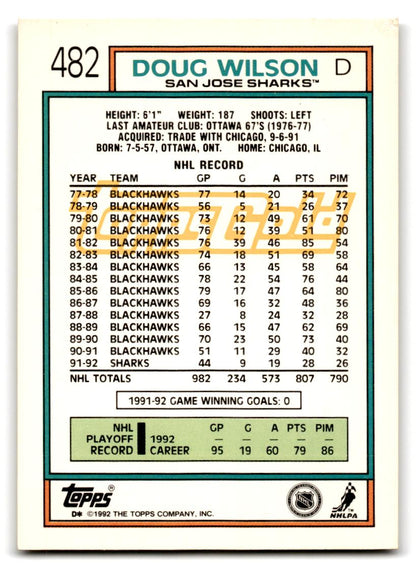 482 DOUG WILSON D
SAN JOSE SHARKS™
HEIGHT: 6'1" WEIGHT: 187 SHOOTS: LEFT
LAST AMATEUR CLUB: OTTAWA 67'S (1976-77)
ACQUIRED: TRADE WITH CHICAGO, 9-6-91
BORN: 7-5-57, OTTAWA, ONT. HOME: CHICAGO, IL
NHL RECORD
YEAR TEAM GP G A PTS PIM
77-78 BLACKHAWKS 77 14 20 34 72
78-79 BLACKHAWKS 56 5 21 26 37
79-80 BLACKHAWKS 73 12 49 61 70
80-81 BLACKHAWKS 76 12 39 51 80
81-82 BLACKHAWKS 76 39 46 85 54
82-83 BLACKHAWKS 74 18 51 69 58
83-84 BLACKHAWKS 66 13 45 58 64
84-85 BLACKHAWKS 78 22 54 76 44
85-86 BLACKHAWKS 79 17 47 64 80
86-87 BLACKHAWKS 69 16 32 48 36
87-88 BLACKHAWKS 27 8 24 32 28
88-89 BLACKHAWKS 66 15 47 62 69
89-90 BLACKHAWKS 70 23 50 73 40
90-91 BLACKHAWKS 51 11 29 40 32
91-92 SHARKS 44 9 19 28 26
NHL TOTALS 982 234 573 807 790
Topps Gold
1991-92 GAME WINNING GOALS: 0
NHL PLAYOFF RECORD GP G A PTS PIM
1992 — — — — —
CAREER 95 19 60 79 86
TOPPS
D* ©1992 THE TOPPS COMPANY, INC.
NHL
NHLPA